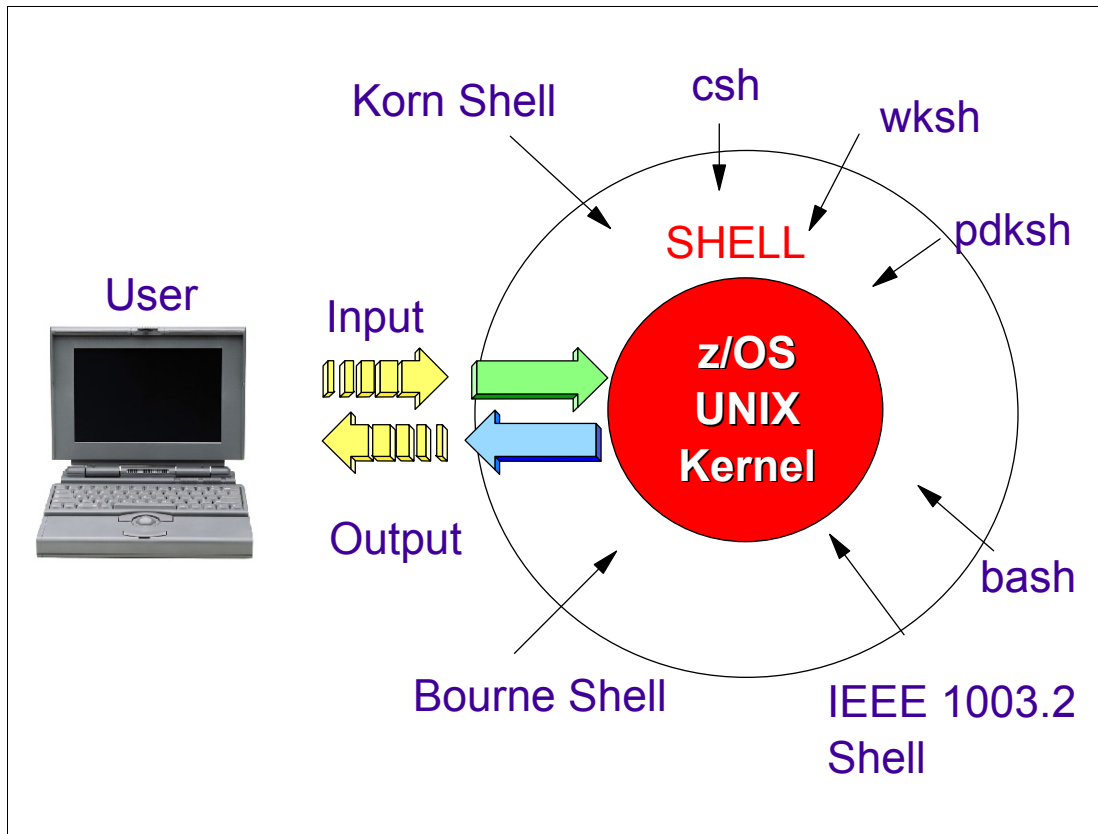 Korn Shell
csh
wksh
pdksh
SHELL
User
Input
z/OS
UNIX
Kernel
Output
bash
Bourne Shell
IEEE 1003.2
Shell